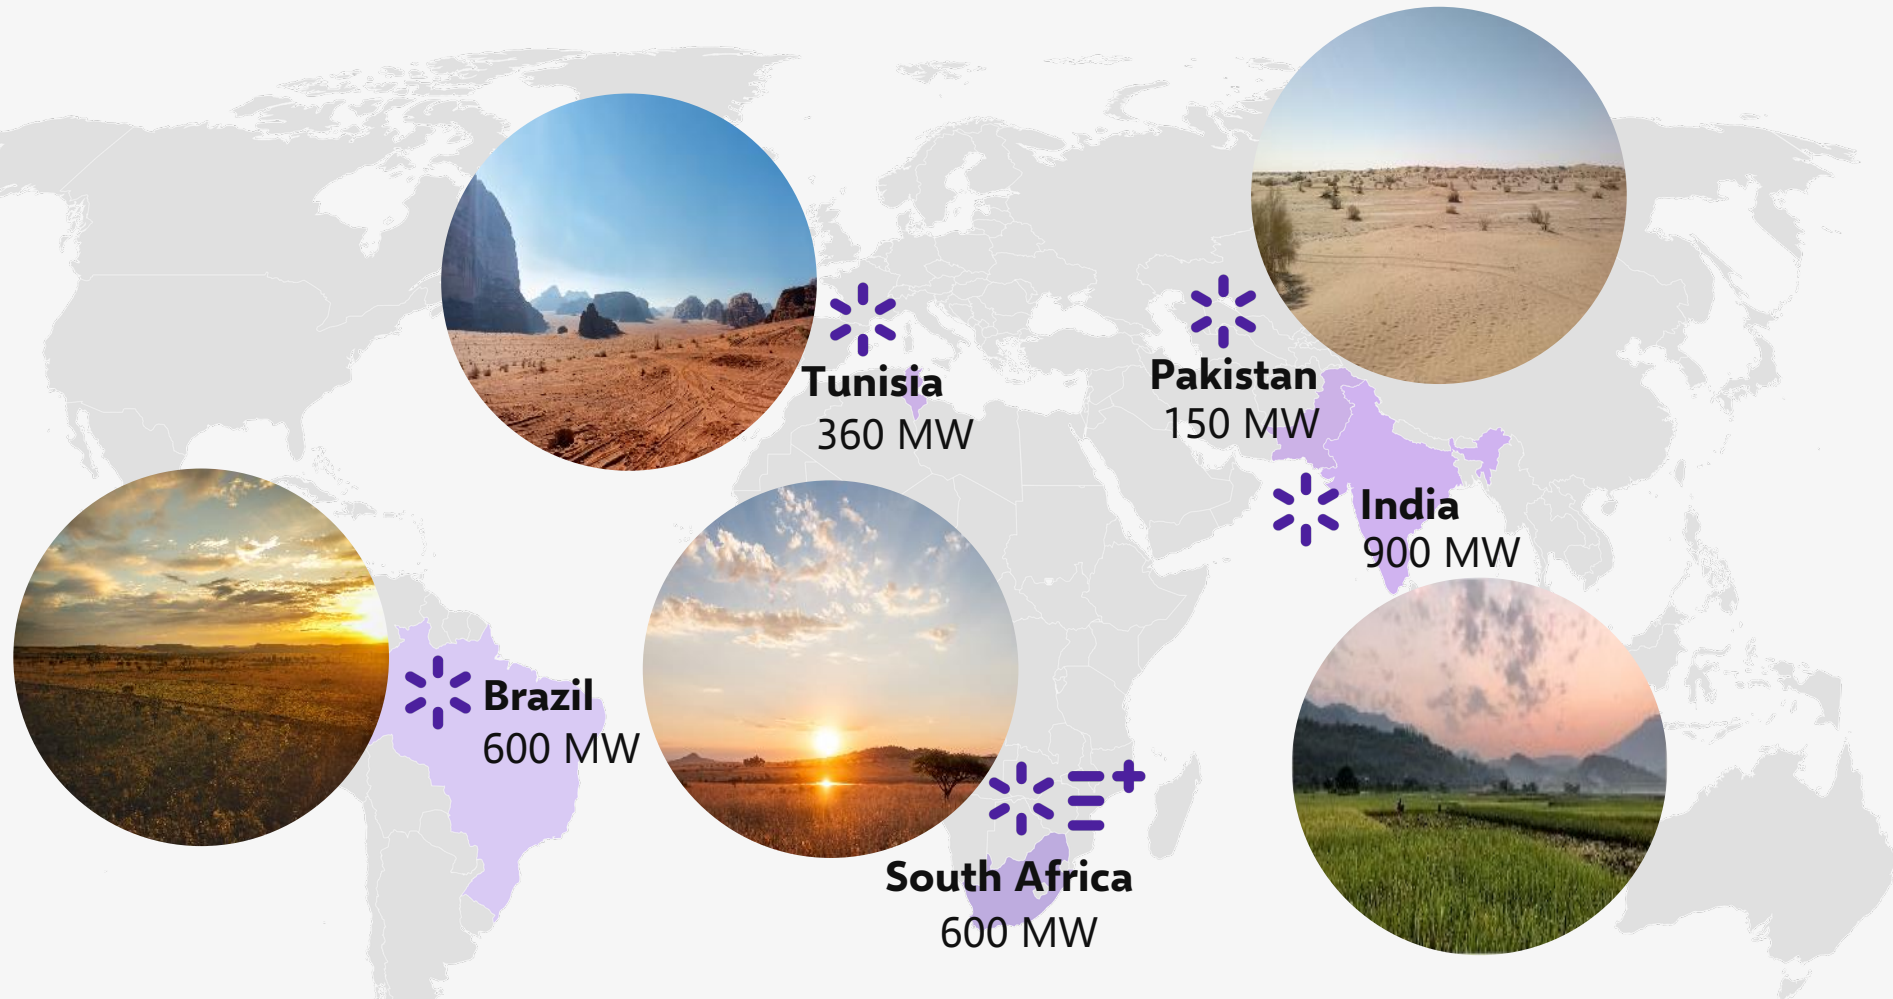 Tunisia
360 MW
Pakistan
150 MW
India
900 MW
Brazil
600 MW
South Africa
600 MW